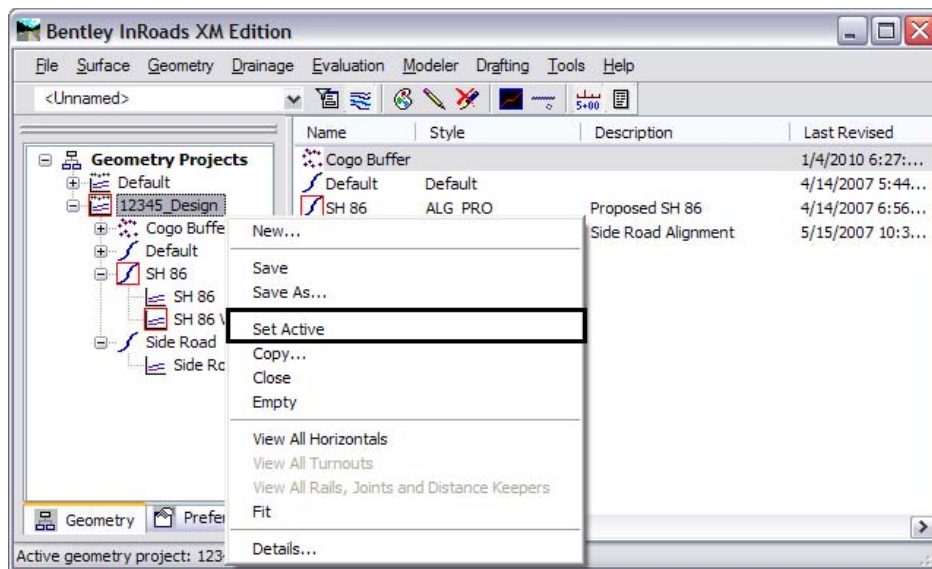 Bentley InRoads XM Edition
File Surface Geometry Drainage Evaluation Modeler Drafting Tools Help
<Unnamed>
5+00
Name Style Description Last Revised
Geometry Projects
Default
12345_Design
Cogo Buffe
Default
SH 86
SH 86
SH 86 V
Side Road
Side Ro
Cogo Buffer 1/4/2010 6:27:...
Default Default 4/14/2007 5:44...
SH 86 ALG_PRO Proposed SH 86 4/14/2007 6:56...
Side Road Alignment 5/15/2007 10:3...
New...
Save
Save As...
Set Active
Copy...
Close
Empty
View All Horizontals
View All Turnouts
View All Rails, Joints and Distance Keepers
Fit
Details...
Geometry Prefer
Active geometry project: 123